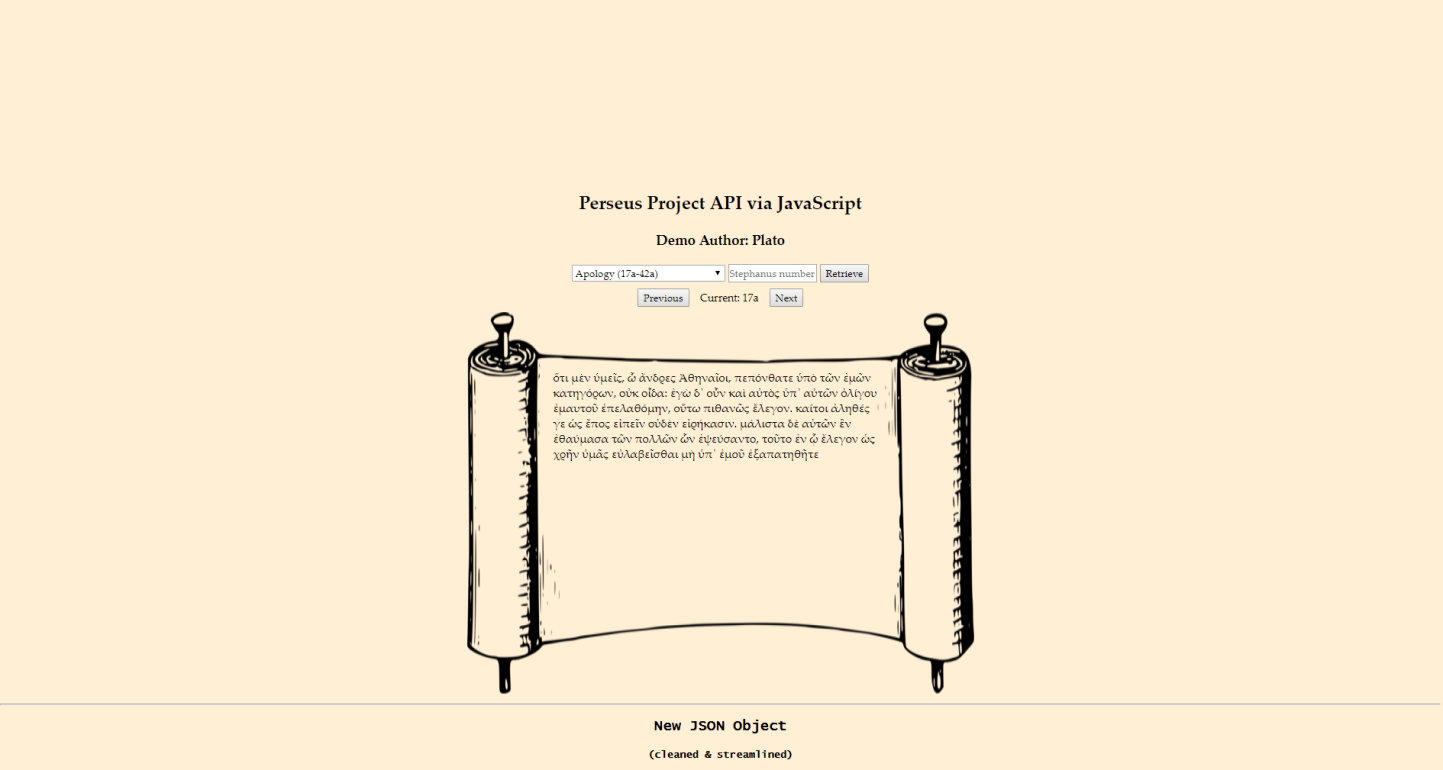 Perseus Project API via JavaScript
Demo Author: Plato
Apology (17a-42a) Stephanus number Retrieve
Previous Current: 17a Next
ὅτι μὲν ὑμεῖς, ὦ ἄνδρες Ἀθηναῖοι, πεπόνθατε ὑπὸ τῶν ἐμῶν
κατηγόρων, οὐκ οἶδα: ἐγὼ δ᾽ οὖν καὶ αὐτὸς ὑπ᾽ αὐτῶν ὀλίγου
ἐμαυτοῦ ἐπελαθόμην, οὕτω πιθανῶς ἔλεγον. καίτοι ἀληθές
γε ὡς ἔπος εἰπεῖν οὐδὲν εἰρήκασιν. μάλιστα δὲ αὐτῶν ἓν
ἐθαύμασα τῶν πολλῶν ὧν ἐψεύσαντο, τοῦτο ἐν ᾧ ἔλεγον ὡς
χρῆν ὑμᾶς εὐλαβεῖσθαι μὴ ὑπ᾽ ἐμοῦ ἐξαπατηθῆτε
New JSON Object
(cleaned & streamlined)